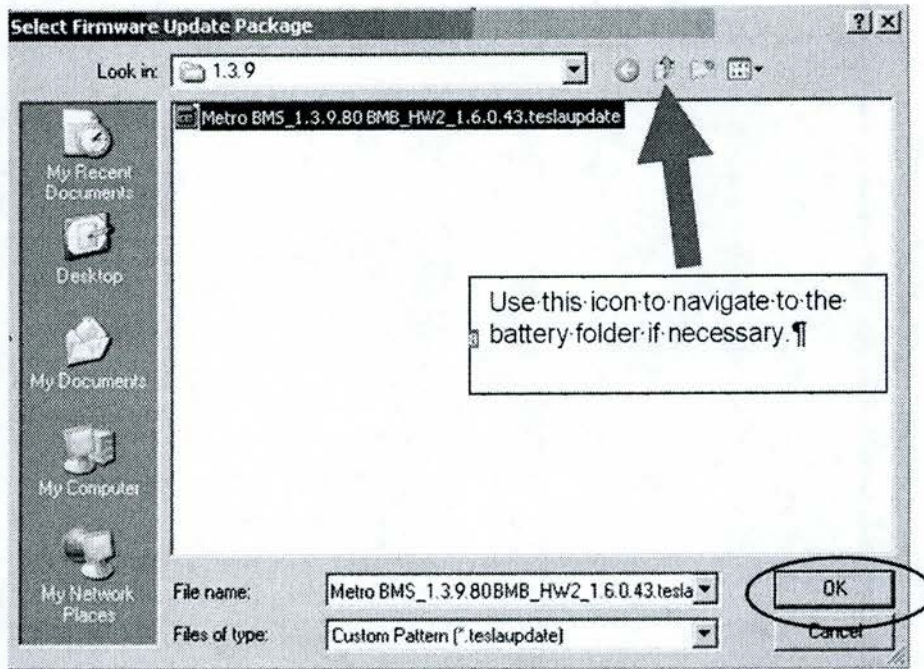 Select Firmware Update Package
Look in:
1.3.9
Metro BMS_1.3.9.80 BMB_HW2_1.6.0.43.teslaupdate
My Recent
Documents
Desktop
Use·this·icon·to·navigate·to·the·
battery·folder·if·necessary.¶
My Documents
My Computer
My Network
Places
File name:
Metro BMS_1.3.9.80BMB_HW2_1.6.0.43.tesla
OK
Files of type:
Custom Pattern (*.teslaupdate)
Cancel